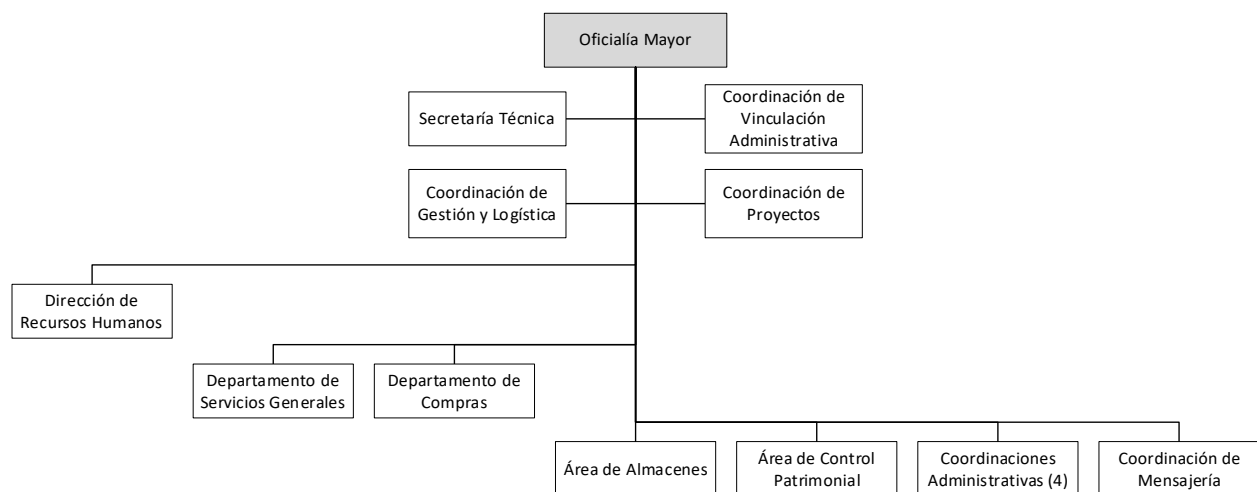 Oficialía Mayor
Secretaría Técnica
Coordinación de
Vinculación
Administrativa
Coordinación de
Gestión y Logística
Coordinación de
Proyectos
Dirección de
Recursos Humanos
Departamento de
Servicios Generales
Departamento de
Compras
Área de Almacenes
Área de Control
Patrimonial
Coordinaciones
Administrativas (4)
Coordinación de
Mensajería